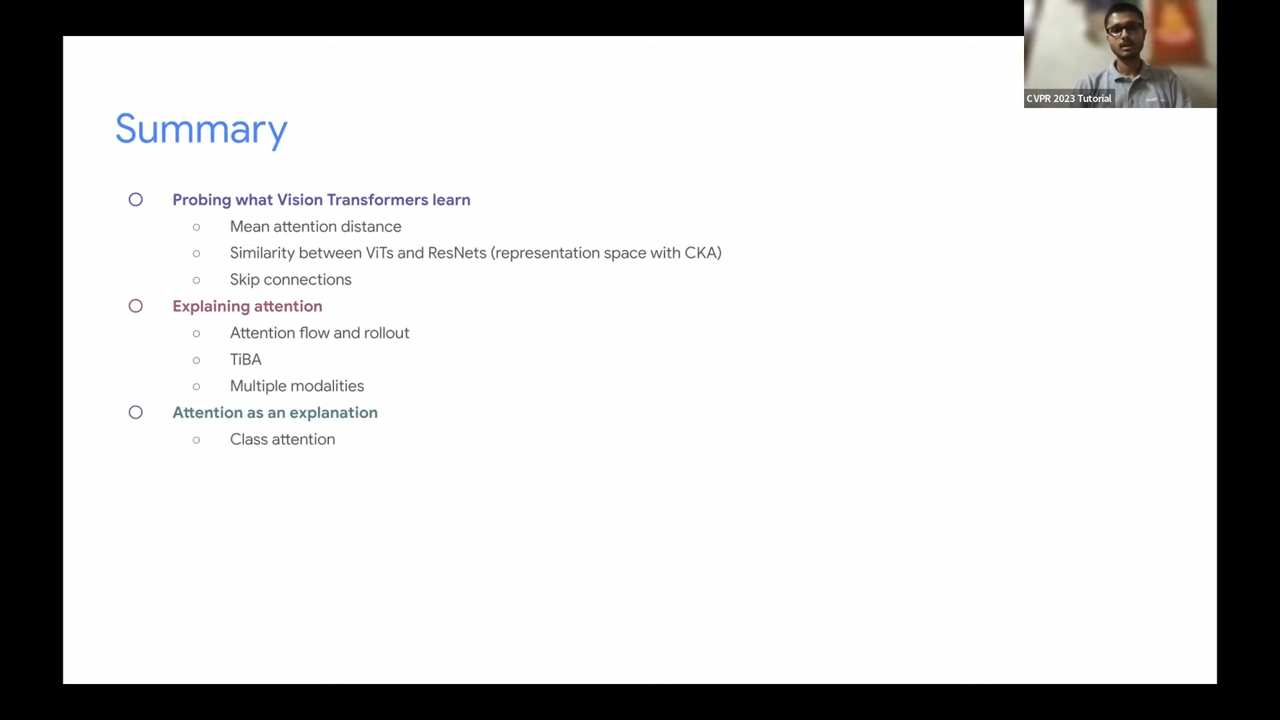 CVPR 2023 Tutorial
Summary
Probing what Vision Transformers learn
Mean attention distance
Similarity between ViTs and ResNets (representation space with CKA)
Skip connections
Explaining attention
Attention flow and rollout
TiBA
Multiple modalities
Attention as an explanation
Class attention